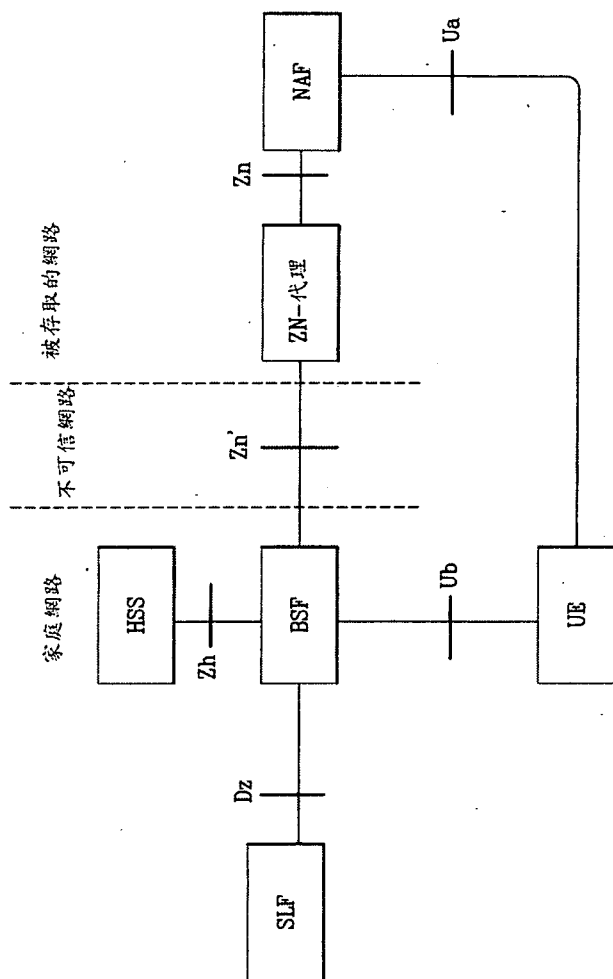 家庭網路
不可信網路
被存取的網路
HSS
Zh
SLF
Dz
BSF
Zn'
ZN-代理
Zn
NAF
Ub
Ua
UE